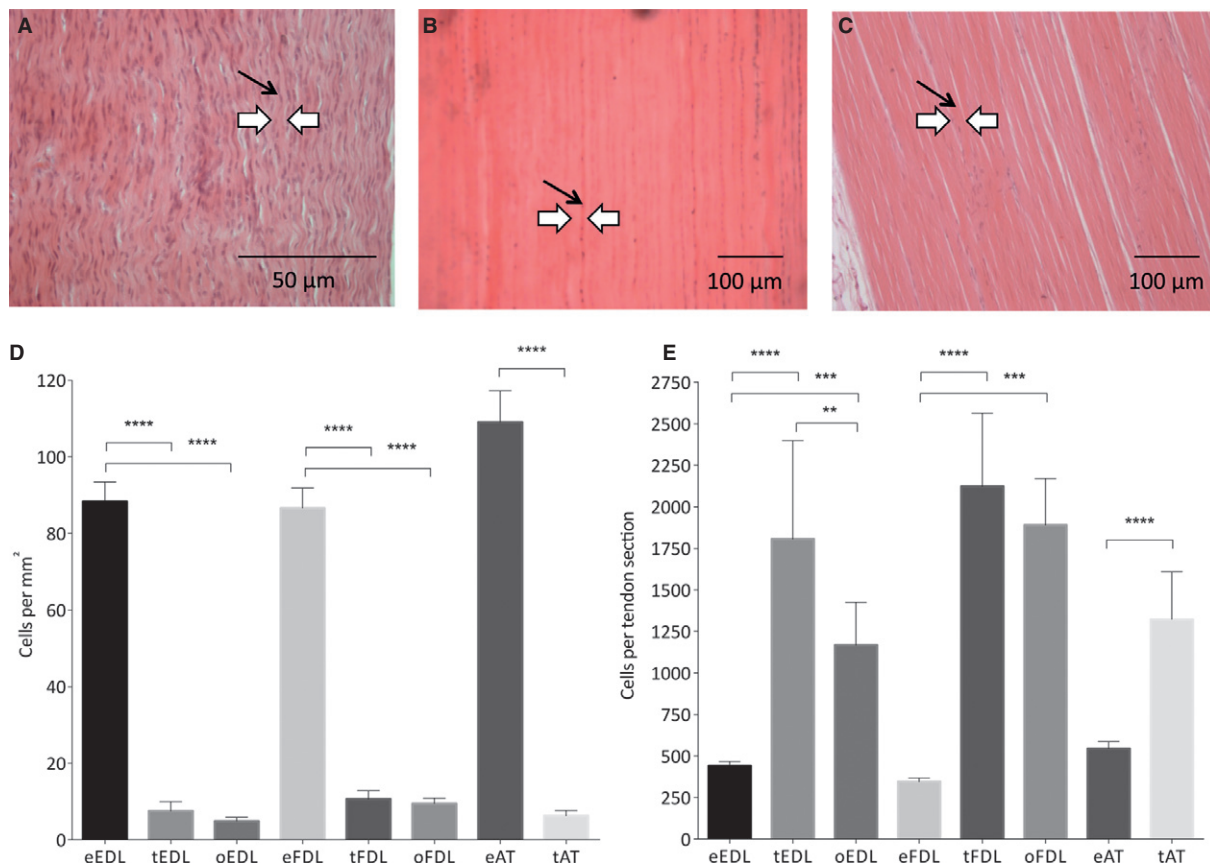 A
B
C
50 µm
100 µm
100 µm
D
Cells per mm²
120
100
80
60
40
20
0
****
****
****
****
****
eEDL tEDL oEDL eFDL tFDL oFDL eAT tAT
E
Cells per tendon section
2750
2500
2250
2000
1750
1500
1250
1000
750
500
250
0
****
***
**
****
***
****
eEDL tEDL oEDL eFDL tFDL oFDL eAT tAT